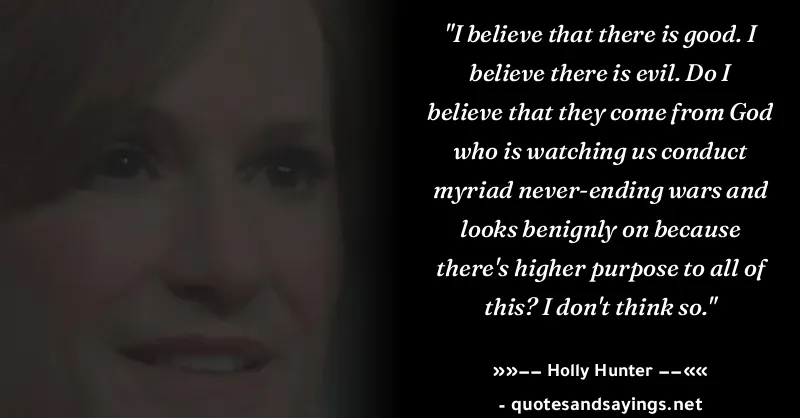 "I believe that there is good. I
believe there is evil. Do I
believe that they come from God
who is watching us conduct
myriad never-ending wars and
looks benignly on because
there's higher purpose to all of
this? I don't think so."
»»–– Holly Hunter ––««
- quotesandsayings.net